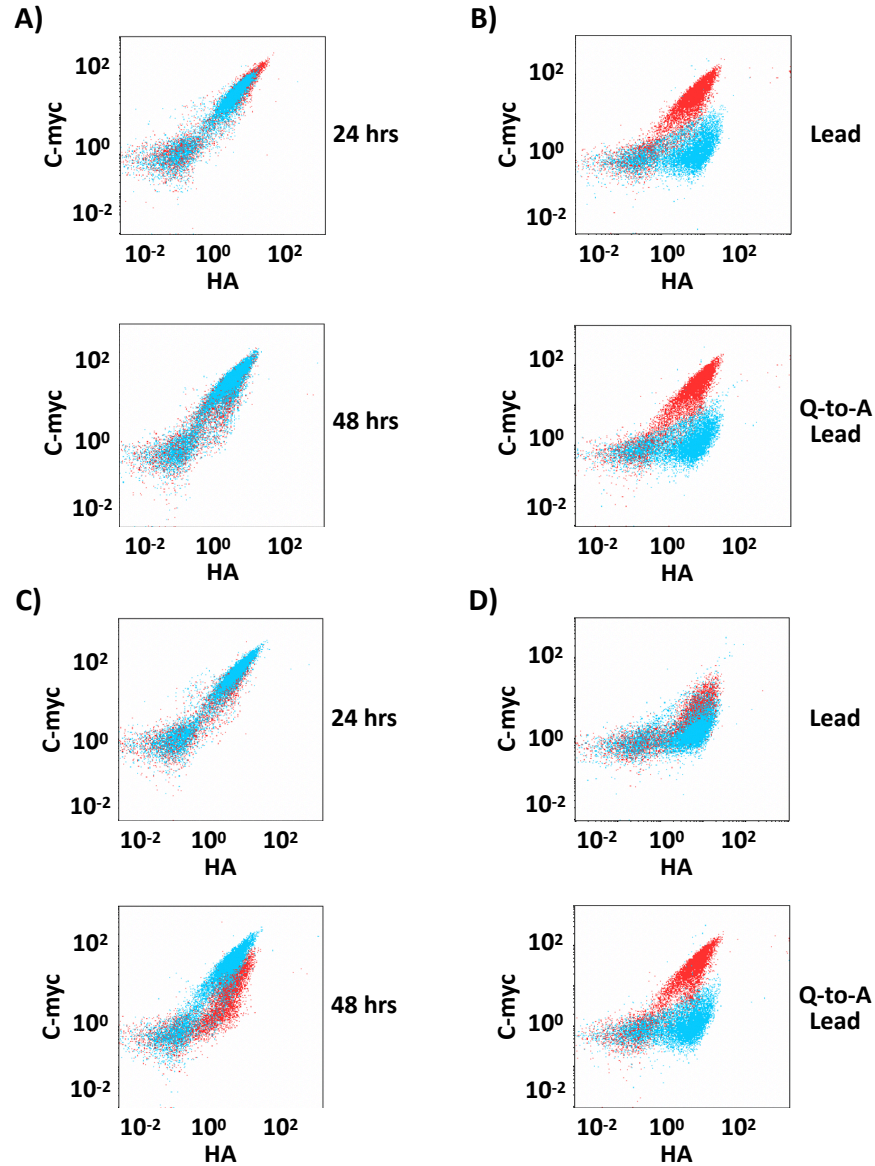 A)
10²
10⁰
10⁻²
C-myc
10⁻² 10⁰ 10²
HA
24 hrs
10²
10⁰
10⁻²
C-myc
10⁻² 10⁰ 10²
HA
48 hrs
B)
10²
10⁰
10⁻²
C-myc
10⁻² 10⁰ 10²
HA
Lead
10²
10⁰
10⁻²
C-myc
10⁻² 10⁰ 10²
HA
Q-to-A
Lead
C)
10²
10⁰
10⁻²
C-myc
10⁻² 10⁰ 10²
HA
24 hrs
10²
10⁰
10⁻²
C-myc
10⁻² 10⁰ 10²
HA
48 hrs
D)
10²
10⁰
10⁻²
C-myc
10⁻² 10⁰ 10²
HA
Lead
10²
10⁰
10⁻²
C-myc
10⁻² 10⁰ 10²
HA
Q-to-A
Lead